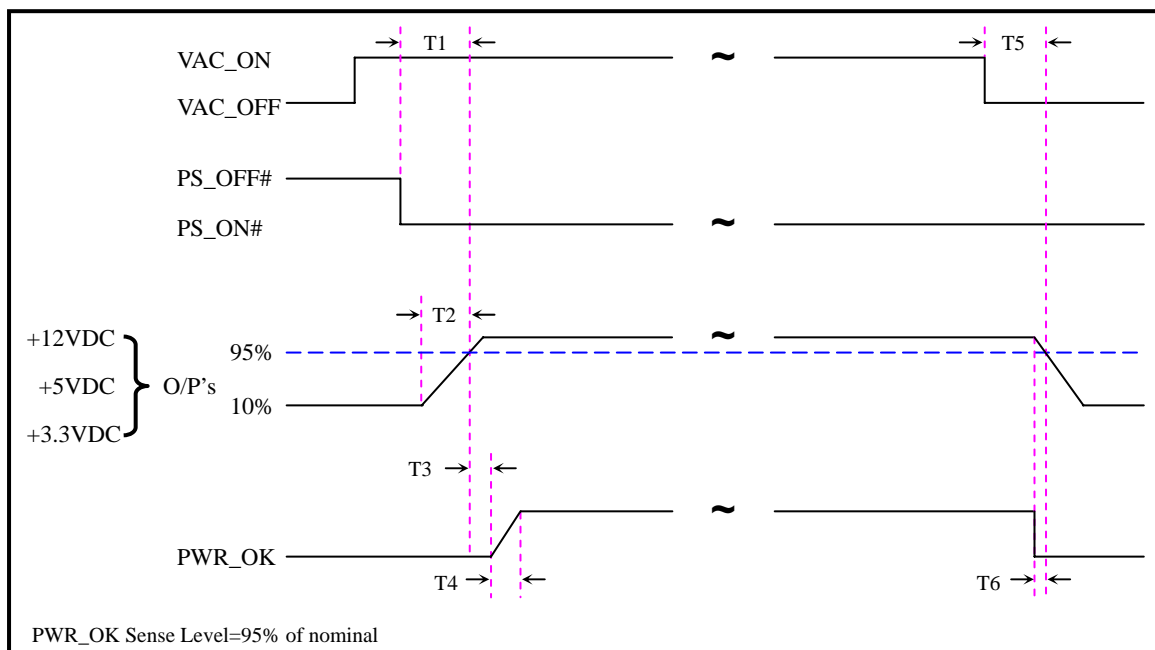 T1
T5
VAC_ON
~
VAC_OFF
PS_OFF#
PS_ON#
~
T2
+12VDC
~
95%
+5VDC
O/P's
10%
+3.3VDC
T3
~
PWR_OK
T4
T6
PWR_OK Sense Level=95% of nominal